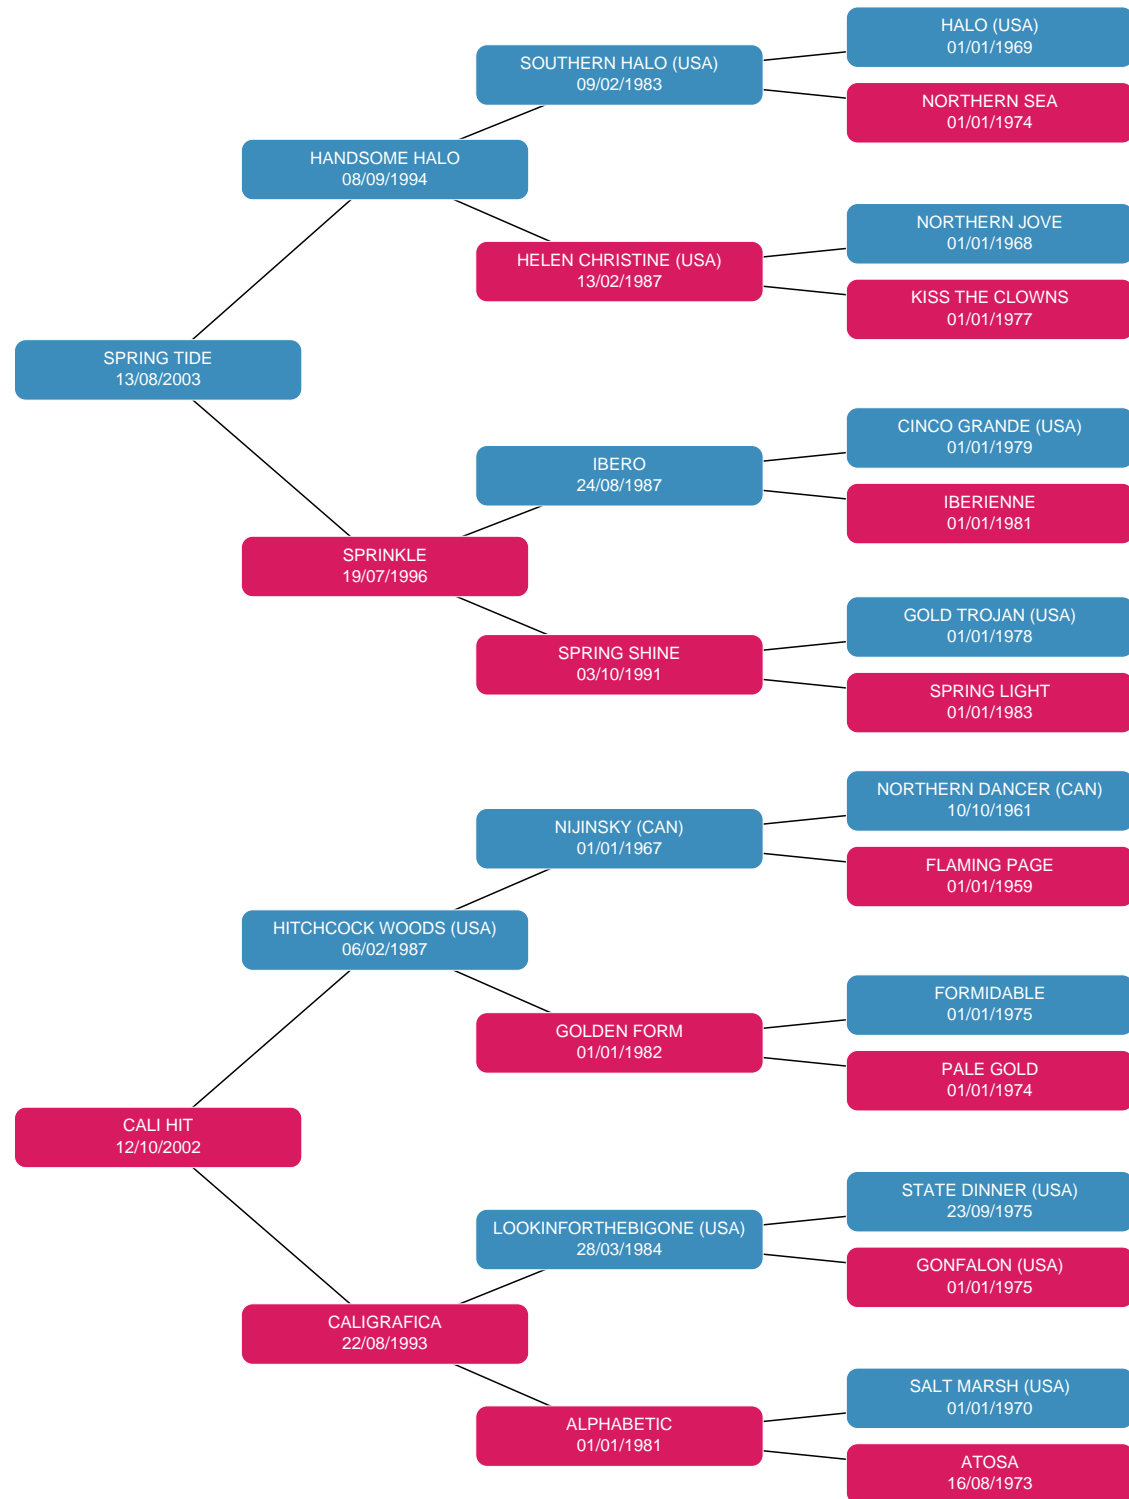 HALO (USA)
01/01/1969
SOUTHERN HALO (USA)
09/02/1983
NORTHERN SEA
01/01/1974
HANDSOME HALO
08/09/1994
NORTHERN JOVE
01/01/1968
HELEN CHRISTINE (USA)
13/02/1987
KISS THE CLOWNS
01/01/1977
SPRING TIDE
13/08/2003
CINCO GRANDE (USA)
01/01/1979
IBERO
24/08/1987
IBERIENNE
01/01/1981
SPRINKLE
19/07/1996
GOLD TROJAN (USA)
01/01/1978
SPRING SHINE
03/10/1991
SPRING LIGHT
01/01/1983
NORTHERN DANCER (CAN)
10/10/1961
NIJINSKY (CAN)
01/01/1967
FLAMING PAGE
01/01/1959
HITCHCOCK WOODS (USA)
06/02/1987
FORMIDABLE
01/01/1975
GOLDEN FORM
01/01/1982
PALE GOLD
01/01/1974
CALI HIT
12/10/2002
STATE DINNER (USA)
23/09/1975
LOOKINFORTHEBIGONE (USA)
28/03/1984
GONFALON (USA)
01/01/1975
CALIGRAFICA
22/08/1993
SALT MARSH (USA)
01/01/1970
ALPHABETIC
01/01/1981
ATOSA
16/08/1973